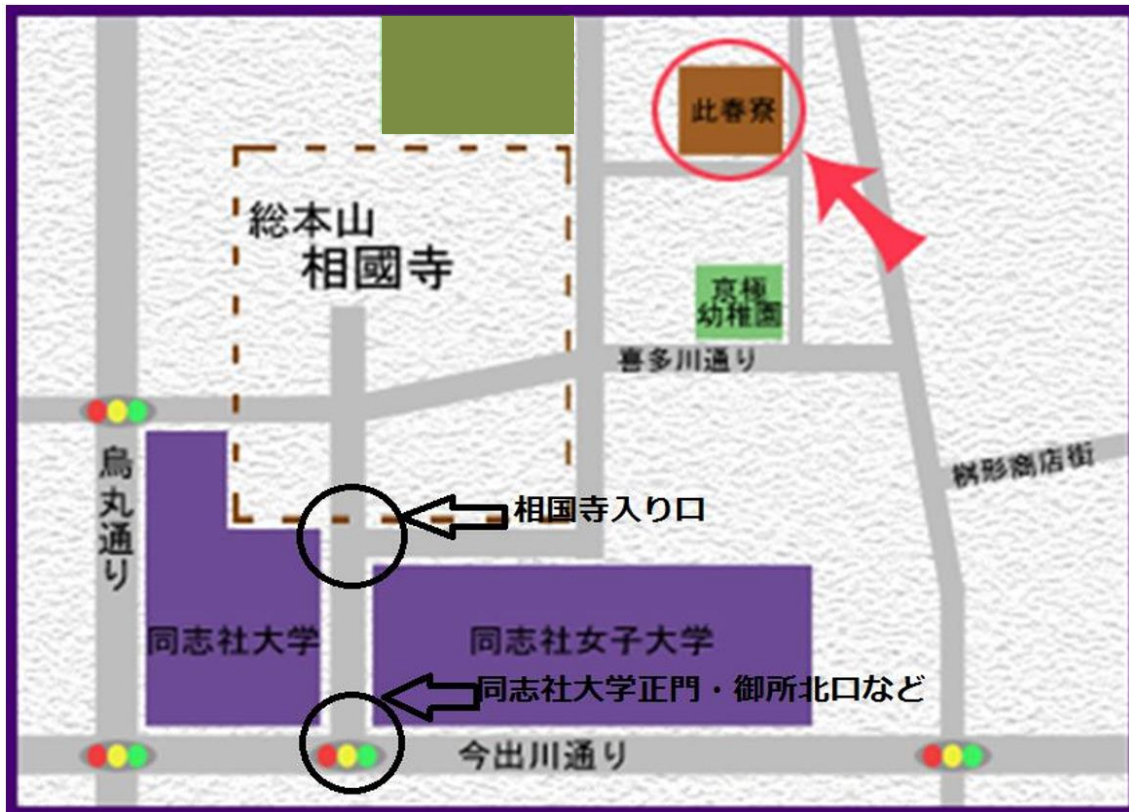 此春寮
総本山
相國寺
京極
幼稚園
喜多川通り
烏丸通り
桝形商店街
相国寺入り口
同志社大学
同志社女子大学
同志社大学正門・御所北口など
今出川通り